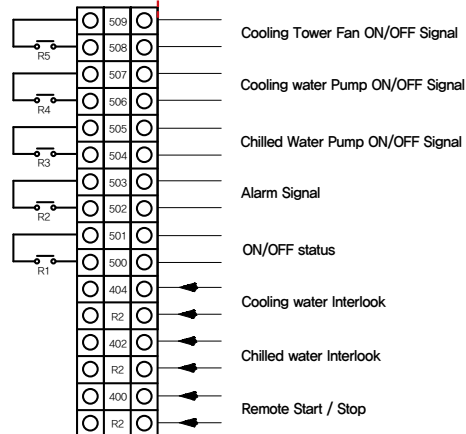 509
Cooling Tower Fan ON/OFF Signal
508
R5
507
Cooling water Pump ON/OFF Signal
506
R4
505
Chilled Water Pump ON/OFF Signal
504
R3
503
Alarm Signal
502
R2
501
ON/OFF status
500
R1
404
Cooling water Interlook
R2
402
Chilled water Interlook
R2
400
Remote Start / Stop
R2